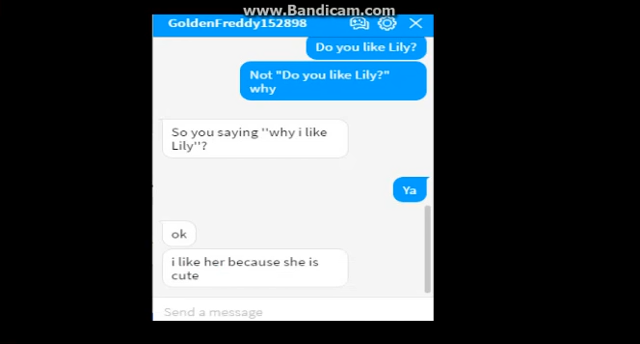 www.Bandicam.com
GoldenFreddy152898
Do you like Lily?
Not "Do you like Lily?"
why
So you saying ''why i like
Lily''?
Ya
ok
i like her because she is
cute
Send a message